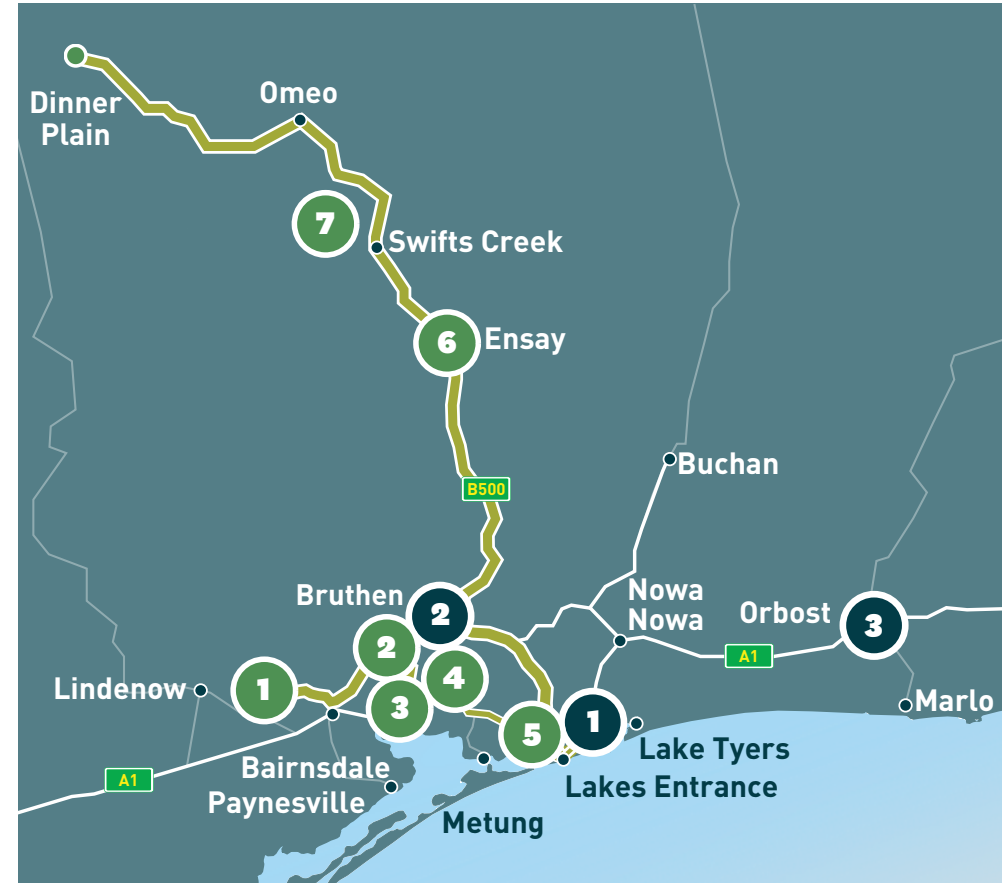 Dinner
Plain
Omeo
7
Swifts Creek
6
Ensay
Buchan
B500
Bruthen
2
Nowa
Nowa
Orbost
3
2
A1
4
Lindenow
1
3
Marlo
5
1
Lake Tyers
Bairnsdale
A1
Lakes Entrance
Paynesville
Metung